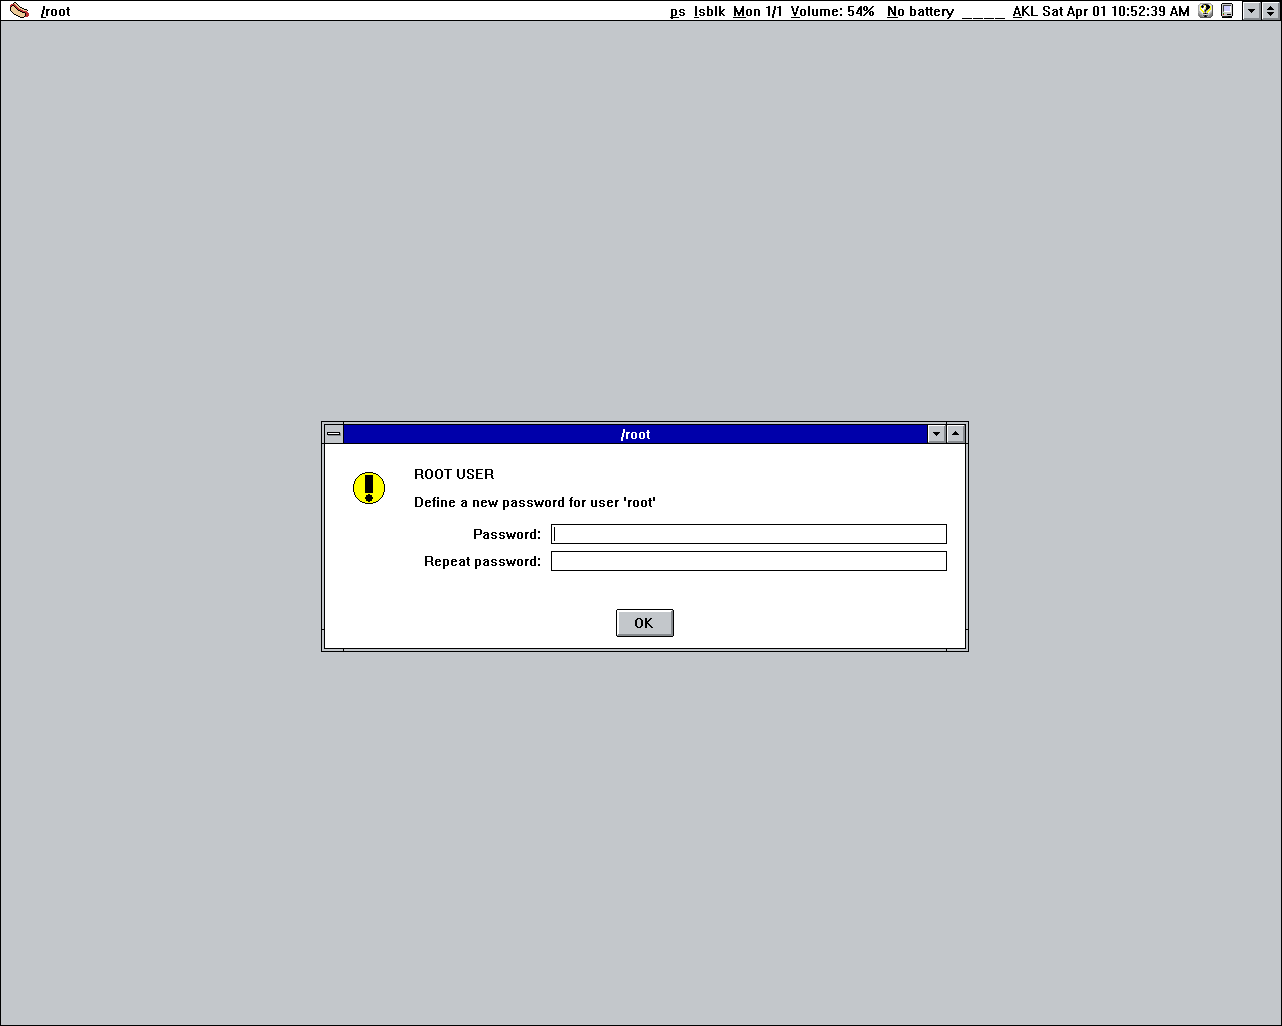 /root ps lsblk Mon 1/1 Volume: 54% No battery ____ AKL Sat Apr 01 10:52:39 AM
/root
ROOT USER
Define a new password for user 'root'
Password:
Repeat password:
OK